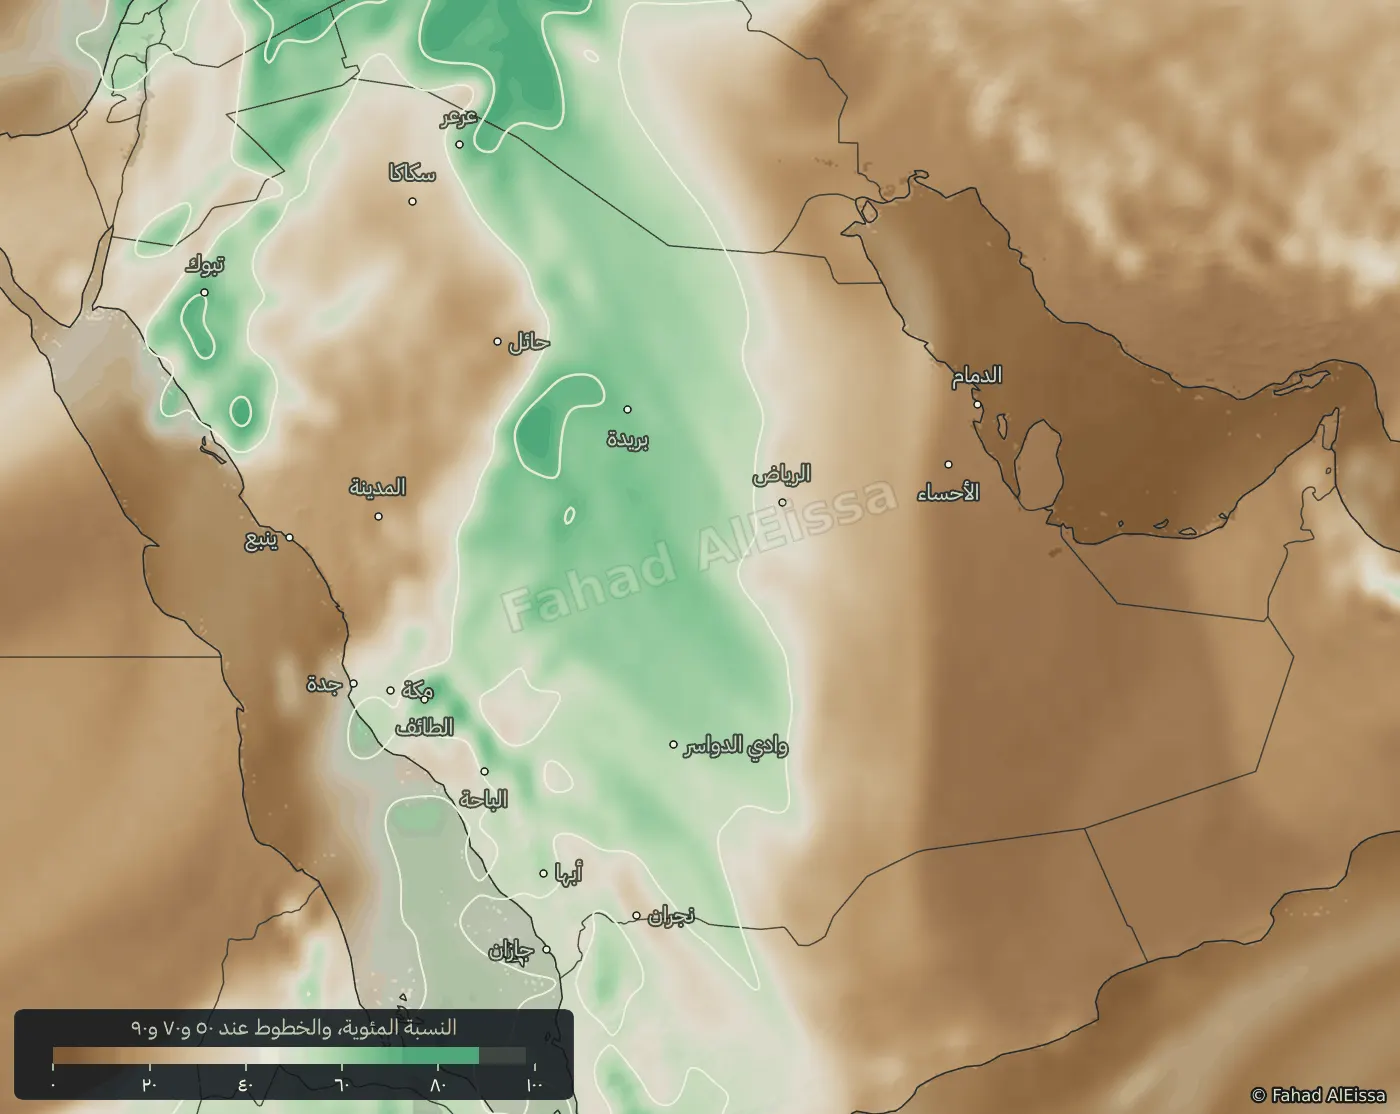 عرعر
سكاكا
تبوك
حائل
الدمام
بريدة
الرياض
المدينة
الأحساء
ينبع
Fahad AlEissa
جدة
مكة
الطائف
وادي الدواسر
الباحة
أبها
نجران
جازان
النسبة المئوية، والخطوط عند ٥٠ و٧٠ و٩٠
٠ ٢٠ ٤٠ ٦٠ ٨٠ ١٠٠
© Fahad AlEissa